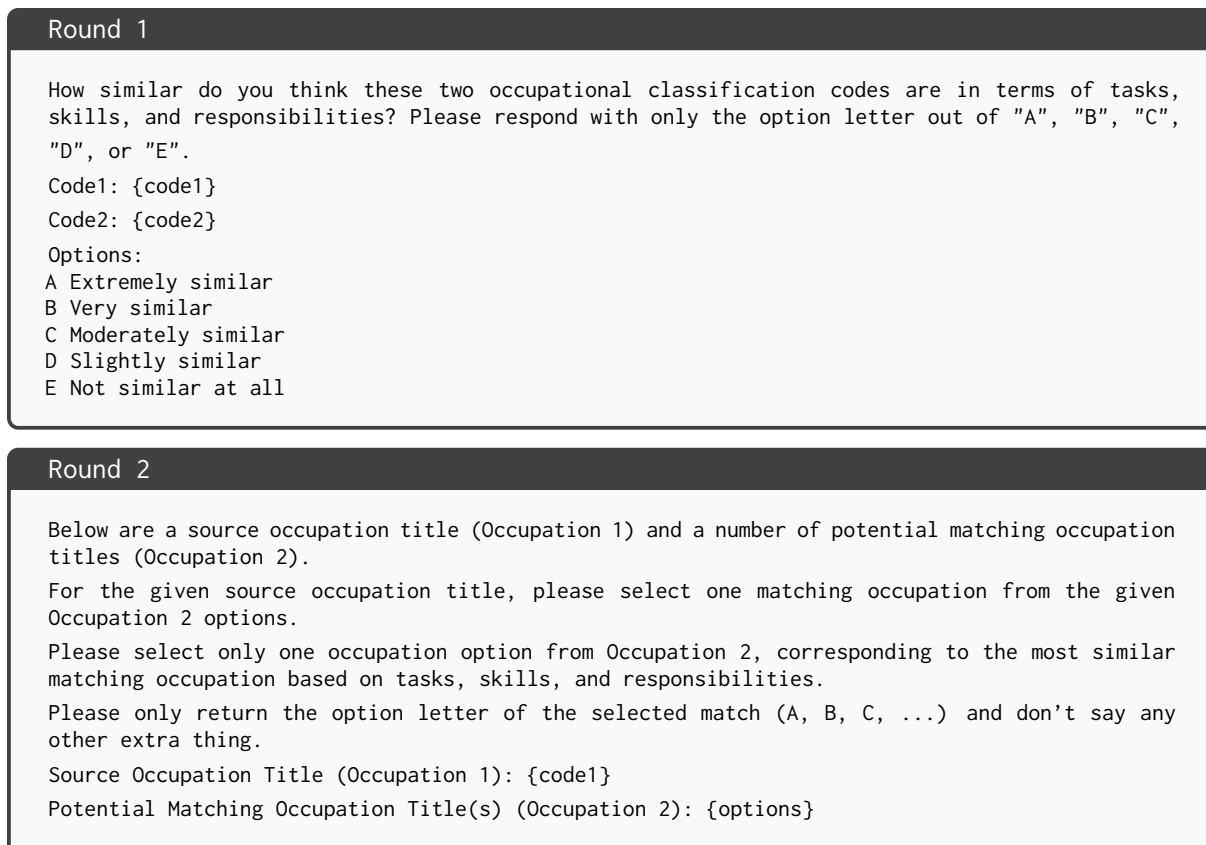 Round 1
How similar do you think these two occupational classification codes are in terms of tasks,
skills, and responsibilities? Please respond with only the option letter out of "A", "B", "C",
"D", or "E".
Code1: {code1}
Code2: {code2}
Options:
A Extremely similar
B Very similar
C Moderately similar
D Slightly similar
E Not similar at all
Round 2
Below are a source occupation title (Occupation 1) and a number of potential matching occupation
titles (Occupation 2).
For the given source occupation title, please select one matching occupation from the given
Occupation 2 options.
Please select only one occupation option from Occupation 2, corresponding to the most similar
matching occupation based on tasks, skills, and responsibilities.
Please only return the option letter of the selected match (A, B, C, ...) and don't say any
other extra thing.
Source Occupation Title (Occupation 1): {code1}
Potential Matching Occupation Title(s) (Occupation 2): {options}